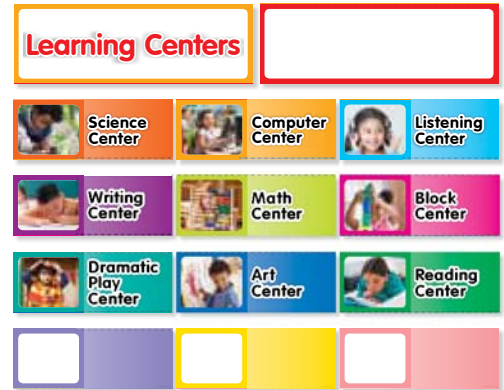 Learning Centers
Science
Center
Computer
Center
Listening
Center
Writing
Center
Math
Center
Block
Center
Dramatic
Play
Center
Art
Center
Reading
Center